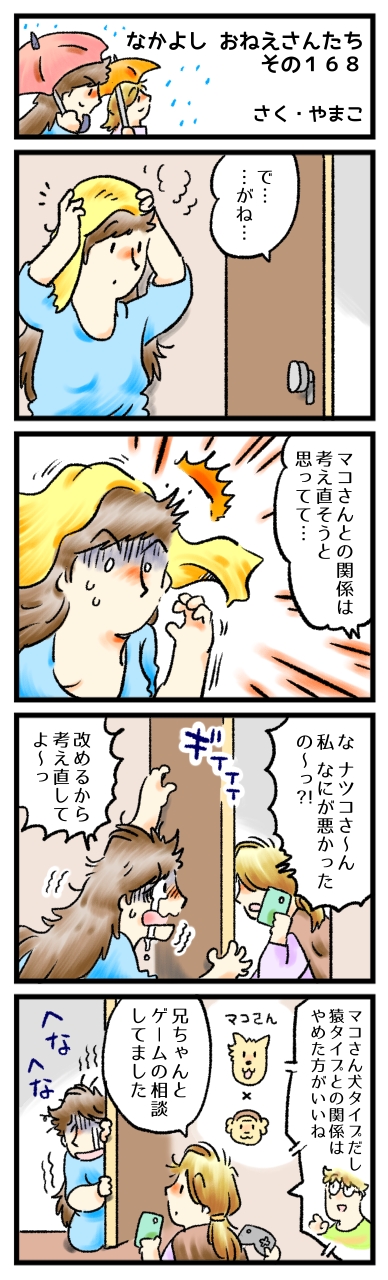 なかよし おねえさんたち
その168
さく・やまこ
で…
…がね…
マコさんとの関係は
考え直そうと
思ってて…
な ナツコさ〜ん
私 なにが悪かった
の〜っ?!
ギイイイイ
改めるから
考え直して
よ〜っ
マコさん犬タイプだし
猿タイプとの関係は
やめた方がいいね
マコさん
×
兄ちゃんと
ゲームの相談
してました
へな
へな